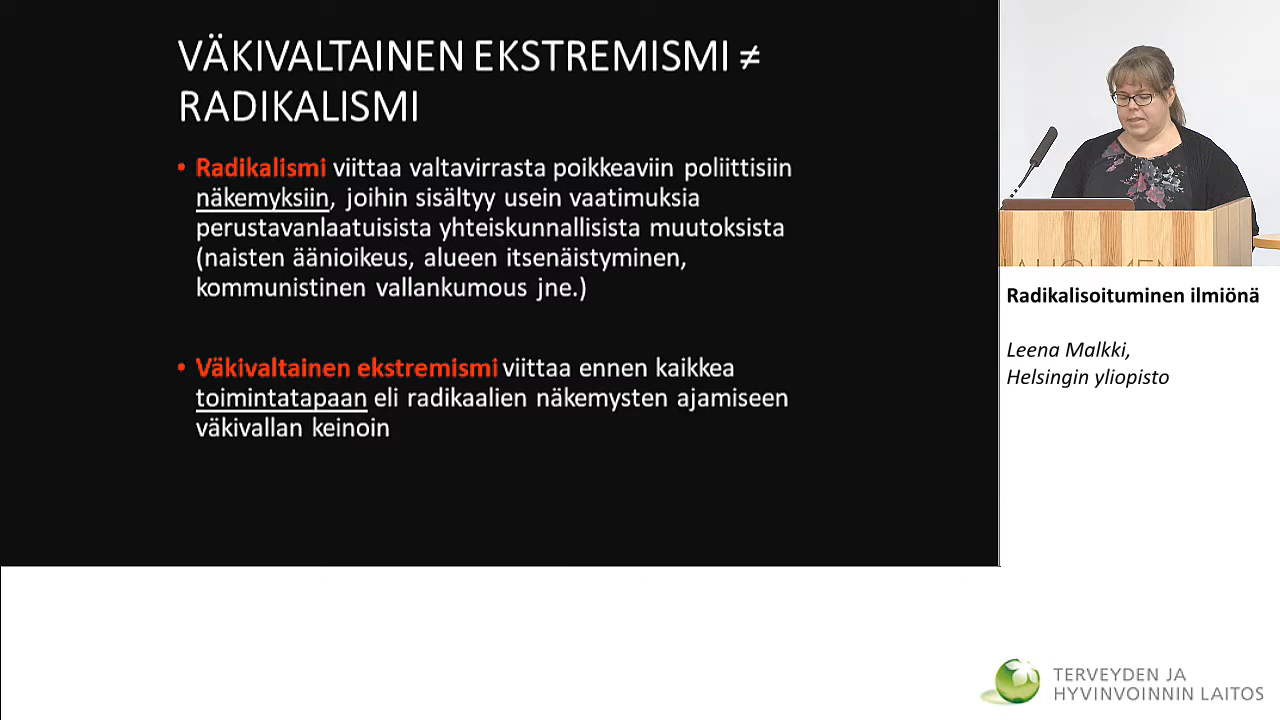 VÄKIVALTAINEN EKSTREMISMI ≠
RADIKALISMI
• Radikalismi viittaa valtavirrasta poikkeaviin poliittisiin
näkemyksiin, joihin sisältyy usein vaatimuksia
perustavanlaatuisista yhteiskunnallisista muutoksista
(naisten äänioikeus, alueen itsenäistyminen,
kommunistinen vallankumous jne.)
• Väkivaltainen ekstremismi viittaa ennen kaikkea
toimintatapaan eli radikaalien näkemysten ajamiseen
väkivallan keinoin
Radikalisoituminen ilmiönä
Leena Malkki,
Helsingin yliopisto
TERVEYDEN JA
HYVINVOINNIN LAITOS